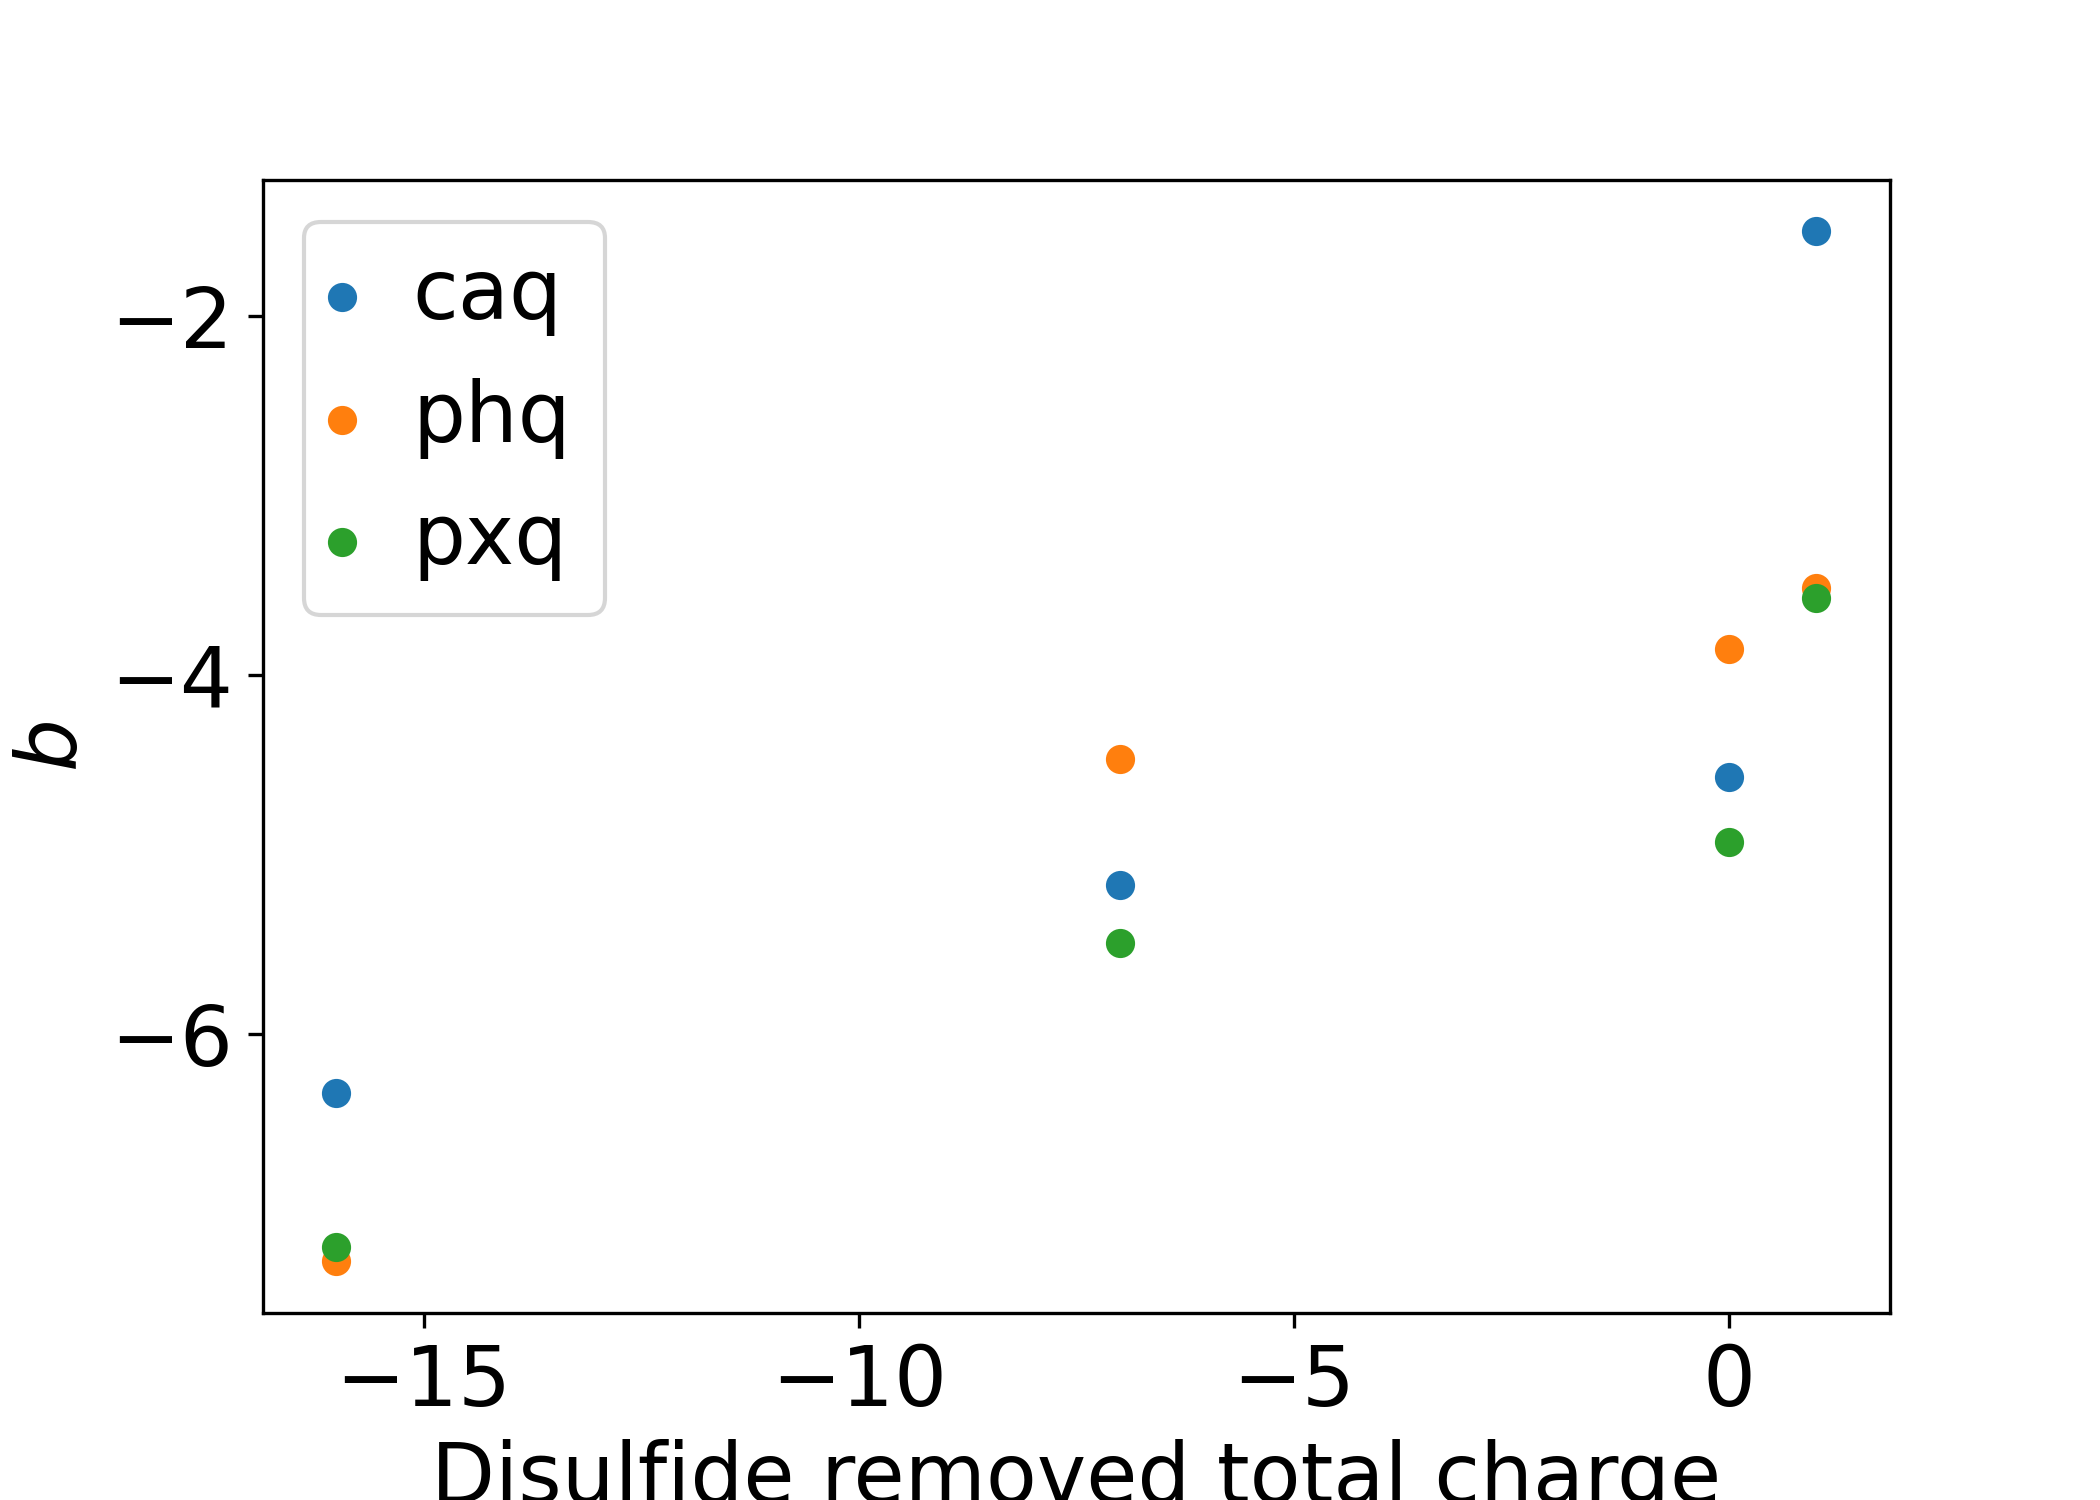 caq
phq
pxq
−2
−4
−6
b
−15 −10 −5 0
Disulfide removed total charge